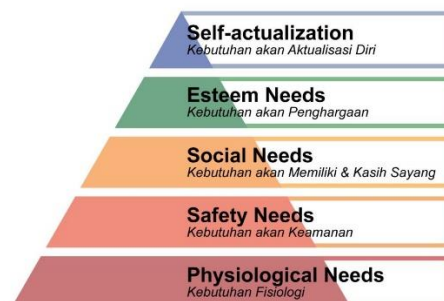 Self-actualization
Kebutuhan akan Aktualisasi Diri
Esteem Needs
Kebutuhan akan Penghargaan
Social Needs
Kebutuhan akan Memiliki & Kasih Sayang
Safety Needs
Kebutuhan akan Keamanan
Physiological Needs
Kebutuhan Fisiologi